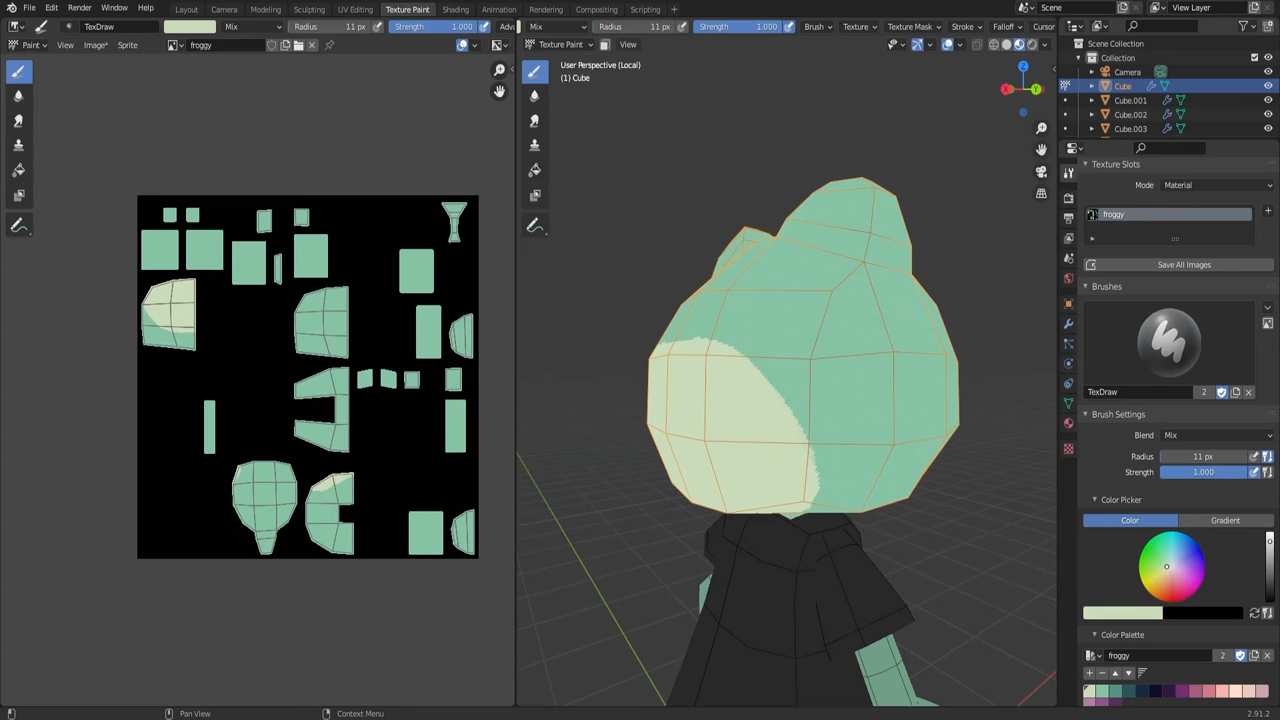 File Edit Render Window Help Layout Camera Modeling Sculpting UV Editing Texture Paint Shading Animation Rendering Compositing Scripting Scene View Layer
TexDraw Mix Radius 11 px Strength 1.000 Mix Radius 11 px Strength 1.000 Brush Texture Texture Mask Stroke Falloff Cursor
Paint View Image* Sprite froggy Texture Paint View
Scene Collection
Collection
Camera
Cube
Cube.001
Cube.002
Cube.003
User Perspective (Local)
(1) Cube
Z
X
Y
Texture Slots
Mode Material
froggy
Save All Images
Brushes
TexDraw 2
Brush Settings
Blend Mix
Radius 11 px
Strength 1.000
Color Picker
Color Gradient
Color Palette
froggy 2
Pan View Context Menu 2.91.2